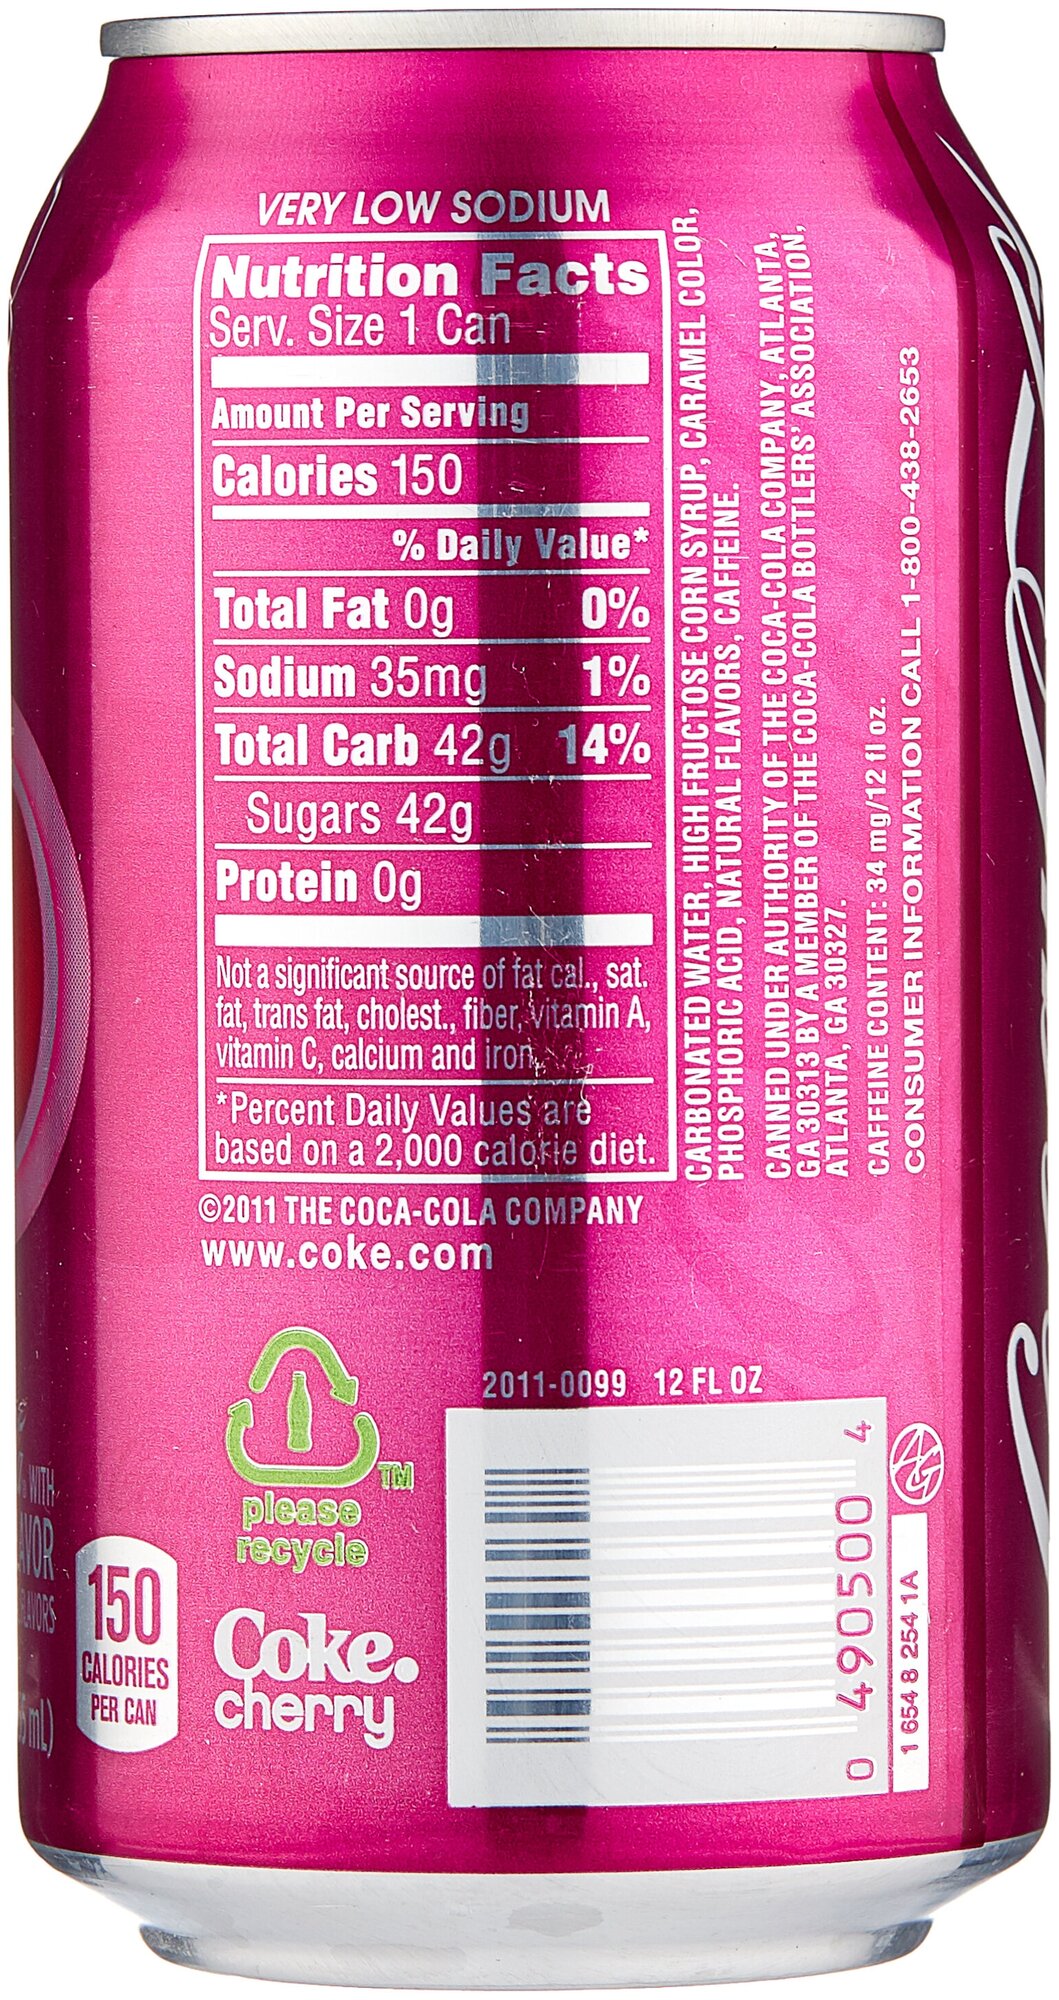 VERY LOW SODIUM
Nutrition Facts
Serv. Size 1 Can
Amount Per Serving
Calories 150
% Daily Value*
Total Fat 0g 0%
Sodium 35mg 1%
Total Carb 42g 14%
Sugars 42g
Protein 0g
Not a significant source of fat cal., sat.
fat, trans fat, cholest., fiber, vitamin A,
vitamin C, calcium and iron.
*Percent Daily Values are
based on a 2,000 calorie diet.
©2011 THE COCA-COLA COMPANY
www.coke.com
CARBONATED WATER, HIGH FRUCTOSE CORN SYRUP, CARAMEL COLOR,
PHOSPHORIC ACID, NATURAL FLAVORS, CAFFEINE.
CANNED UNDER AUTHORITY OF THE COCA-COLA COMPANY, ATLANTA,
GA 30313 BY A MEMBER OF THE COCA-COLA BOTTLERS' ASSOCIATION,
ATLANTA, GA 30327.
CAFFEINE CONTENT: 34 mg/12 fl oz.
CONSUMER INFORMATION CALL 1-800-438-2653
TM
please
recycle
2011-0099 12 FL OZ
0 490500 4
AG
1 654 8 254 1A
WITH
150
CALORIES
PER CAN
Coke.
cherry
mL)